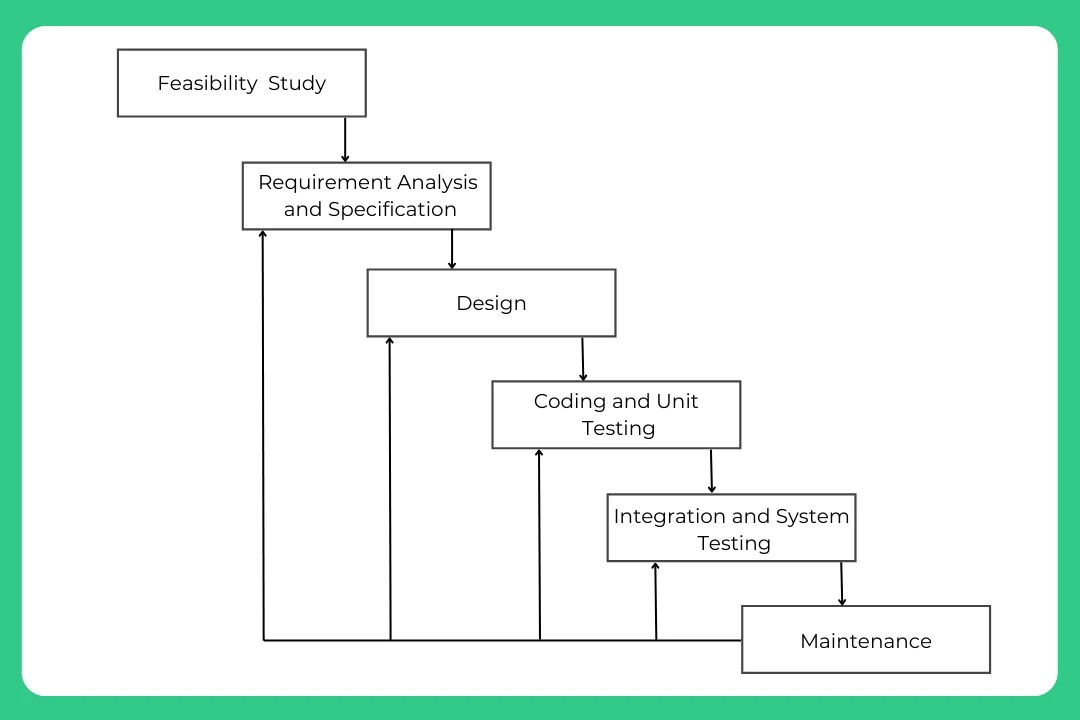 Feasibility  Study
Requirement Analysis
and Specification
Design
Coding and Unit
Testing
Integration and System
Testing
Maintenance